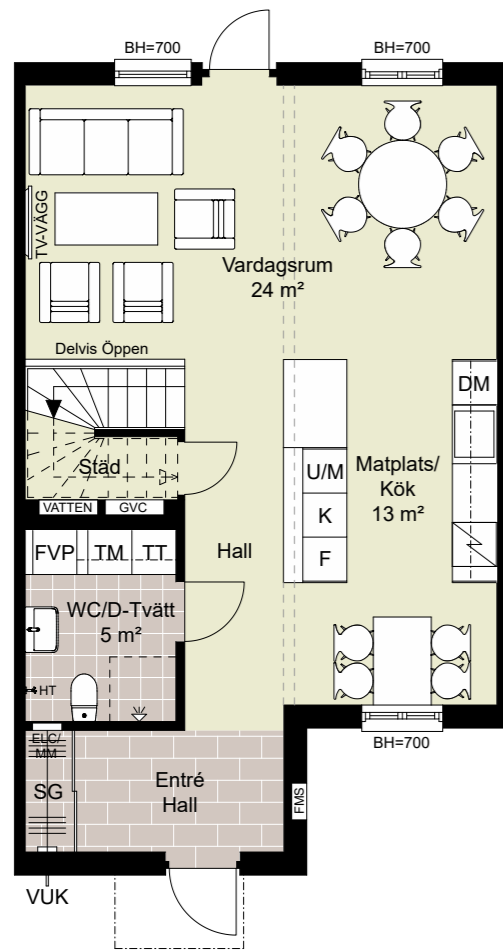 BH=700
BH=700
TV-VÄGG
Vardagsrum
24 m²
Delvis Öppen
DM
Städ
U/M
Matplats/
Kök
13 m²
K
VATTEN
GVC
F
Hall
FVP
TM
TT
WC/D-Tvätt
5 m²
HT
ELC/
MM
BH=700
SG
Entré
Hall
FMS
VUK